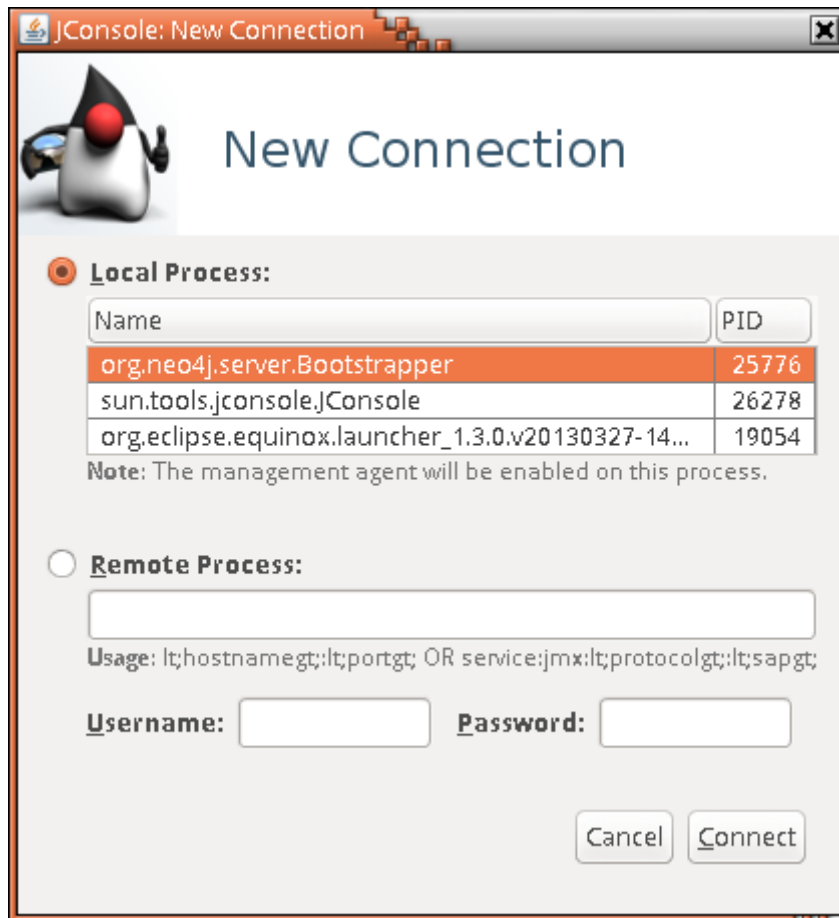 JConsole: New Connection
New Connection
Local Process:
Name PID
org.neo4j.server.Bootstrapper 25776
sun.tools.jconsole.JConsole 26278
org.eclipse.equinox.launcher_1.3.0.v20130327-14... 19054
Note: The management agent will be enabled on this process.
Remote Process:
Usage: lt;hostnamegt;:lt;portgt; OR service:jmx:lt;protocolgt;:lt;sapgt;
Username: Password:
Cancel Connect